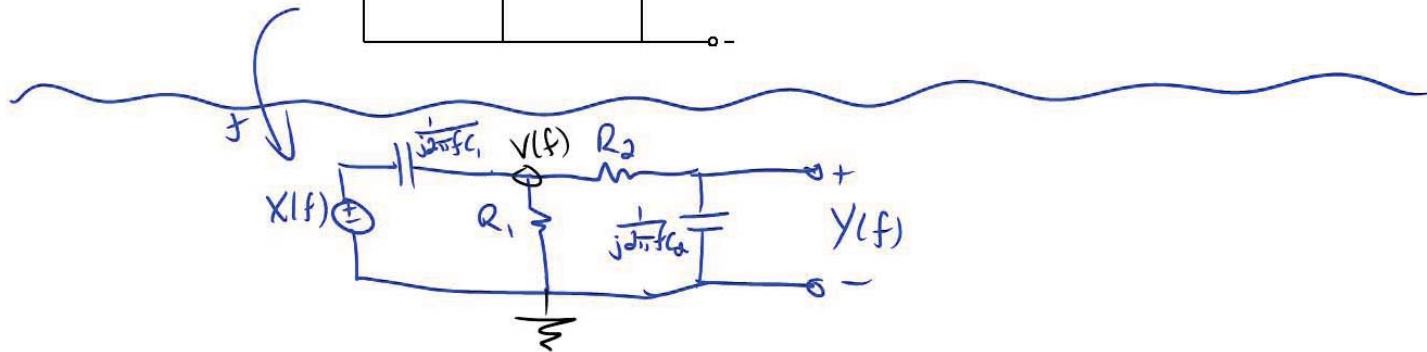 -
f
1/(j2πfC₁) V(f) R₂
+
X(f) + - R₁ 1/(j2πfC₂) Y(f)
-